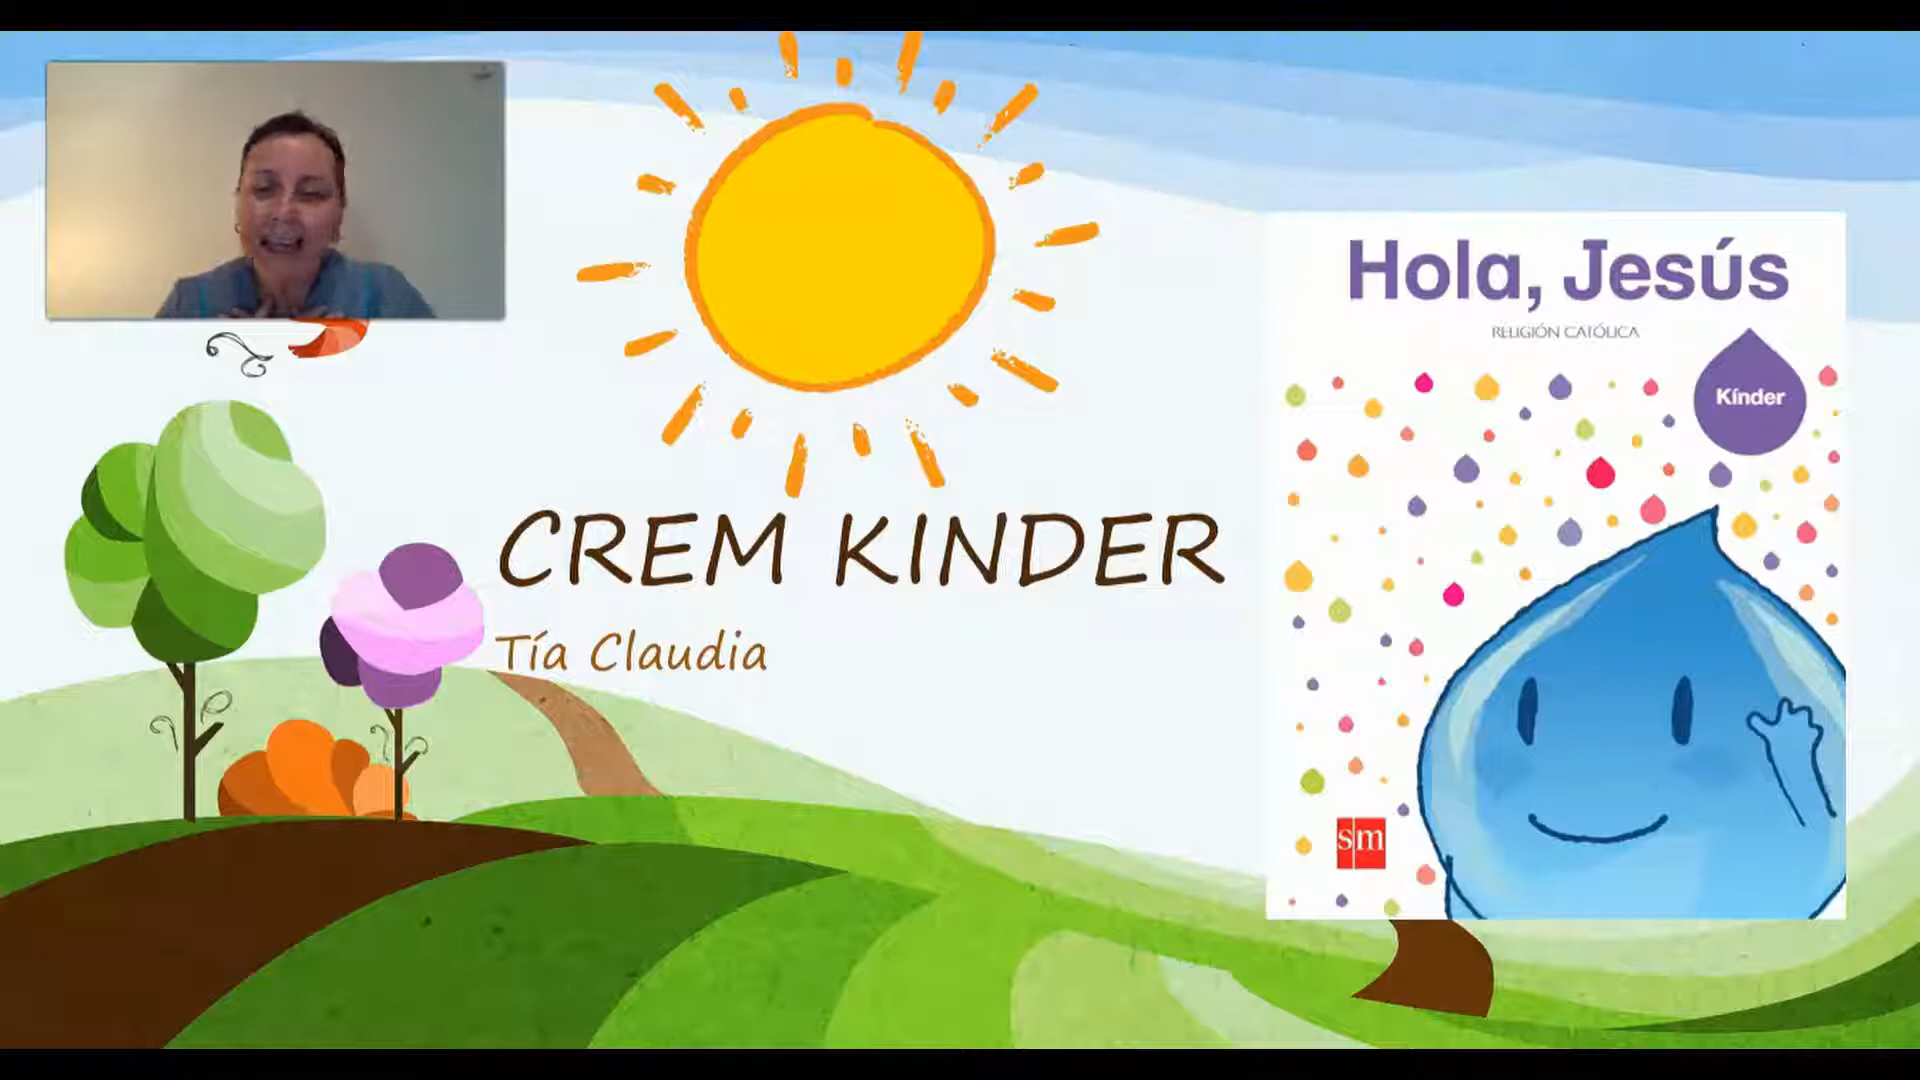 CREM KINDER
Tía Claudia
Hola, Jesús
RELIGIÓN CATÓLICA
Kínder
sm